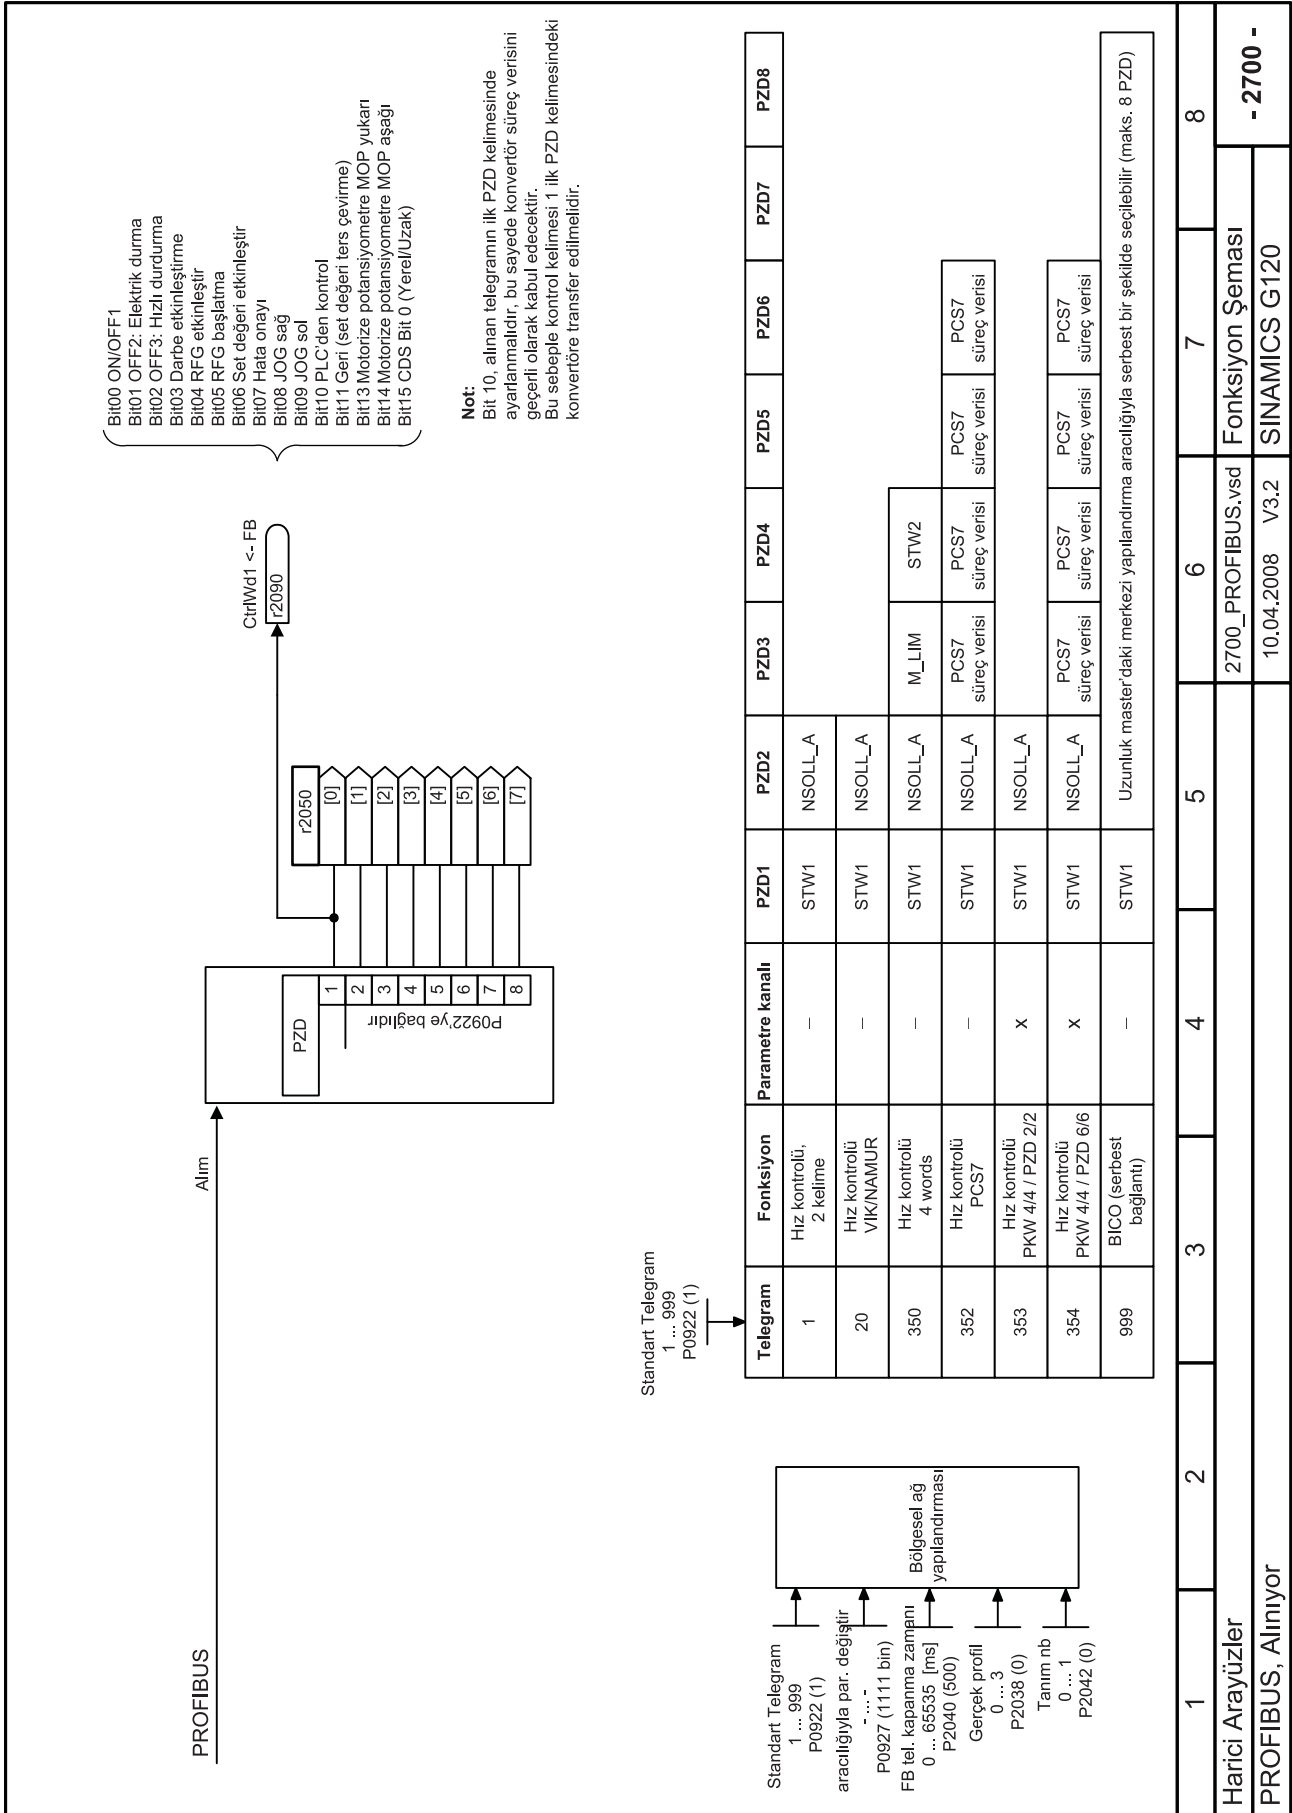 PROFIBUS
Alım
PZD
1
2
3
4
5
6
7
8
P0922'ye bağlıdır
r2050
[0]
[1]
[2]
[3]
[4]
[5]
[6]
[7]
CtrlWd1 <- FB
r2090
Bit00 ON/OFF1
Bit01 OFF2: Elektrik durma
Bit02 OFF3: Hızlı durdurma
Bit03 Darbe etkinleştirme
Bit04 RFG etkinleştir
Bit05 RFG başlatma
Bit06 Set değeri etkinleştir
Bit07 Hata onayı
Bit08 JOG sağ
Bit09 JOG sol
Bit10 PLC'den kontrol
Bit11 Geri (set değeri ters çevirme)
Bit13 Motorize potansiyometre MOP yukarı
Bit14 Motorize potansiyometre MOP aşağı
Bit15 CDS Bit 0 (Yerel/Uzak)
Not:
Bit 10, alınan telegramın ilk PZD kelimesinde
ayarlanmalıdır, bu sayede konvertör süreç verisini
geçerli olarak kabul edecektir.
Bu sebeple kontrol kelimesi 1 ilk PZD kelimesindeki
konvertöre transfer edilmelidir.
Standart Telegram
1 ... 999
P0922 (1)
aracılığıyla par. değiştir
- ... -
P0927 (1111 bin)
FB tel. kapanma zamanı
0 ... 65535 [ms]
P2040 (500)
Gerçek profil
0 ... 3
P2038 (0)
Tanım nb
0 ... 1
P2042 (0)
Bölgesel ağ
yapılandırması
Standart Telegram
1 ... 999
P0922 (1)
Telegram Fonksiyon Parametre kanalı PZD1 PZD2 PZD3 PZD4 PZD5 PZD6 PZD7 PZD8
1 Hız kontrolü, 2 kelime – STW1 NSOLL_A
20 Hız kontrolü VIK/NAMUR – STW1 NSOLL_A
350 Hız kontrolü 4 words – STW1 NSOLL_A M_LIM STW2
352 Hız kontrolü PCS7 – STW1 NSOLL_A PCS7 süreç verisi PCS7 süreç verisi PCS7 süreç verisi PCS7 süreç verisi
353 Hız kontrolü PKW 4/4 / PZD 2/2 x STW1 NSOLL_A
354 Hız kontrolü PKW 4/4 / PZD 6/6 x STW1 NSOLL_A PCS7 süreç verisi PCS7 süreç verisi PCS7 süreç verisi PCS7 süreç verisi
999 BICO (serbest bağlantı) – STW1 Uzunluk master'daki merkezi yapılandırma aracılığıyla serbest bir şekilde seçilebilir (maks. 8 PZD)
1 2 3 4 5 6 7 8
Harici Arayüzler 2700_PROFIBUS.vsd Fonksiyon Şeması - 2700 -
PROFIBUS, Alınıyor 10.04.2008 V3.2 SINAMICS G120